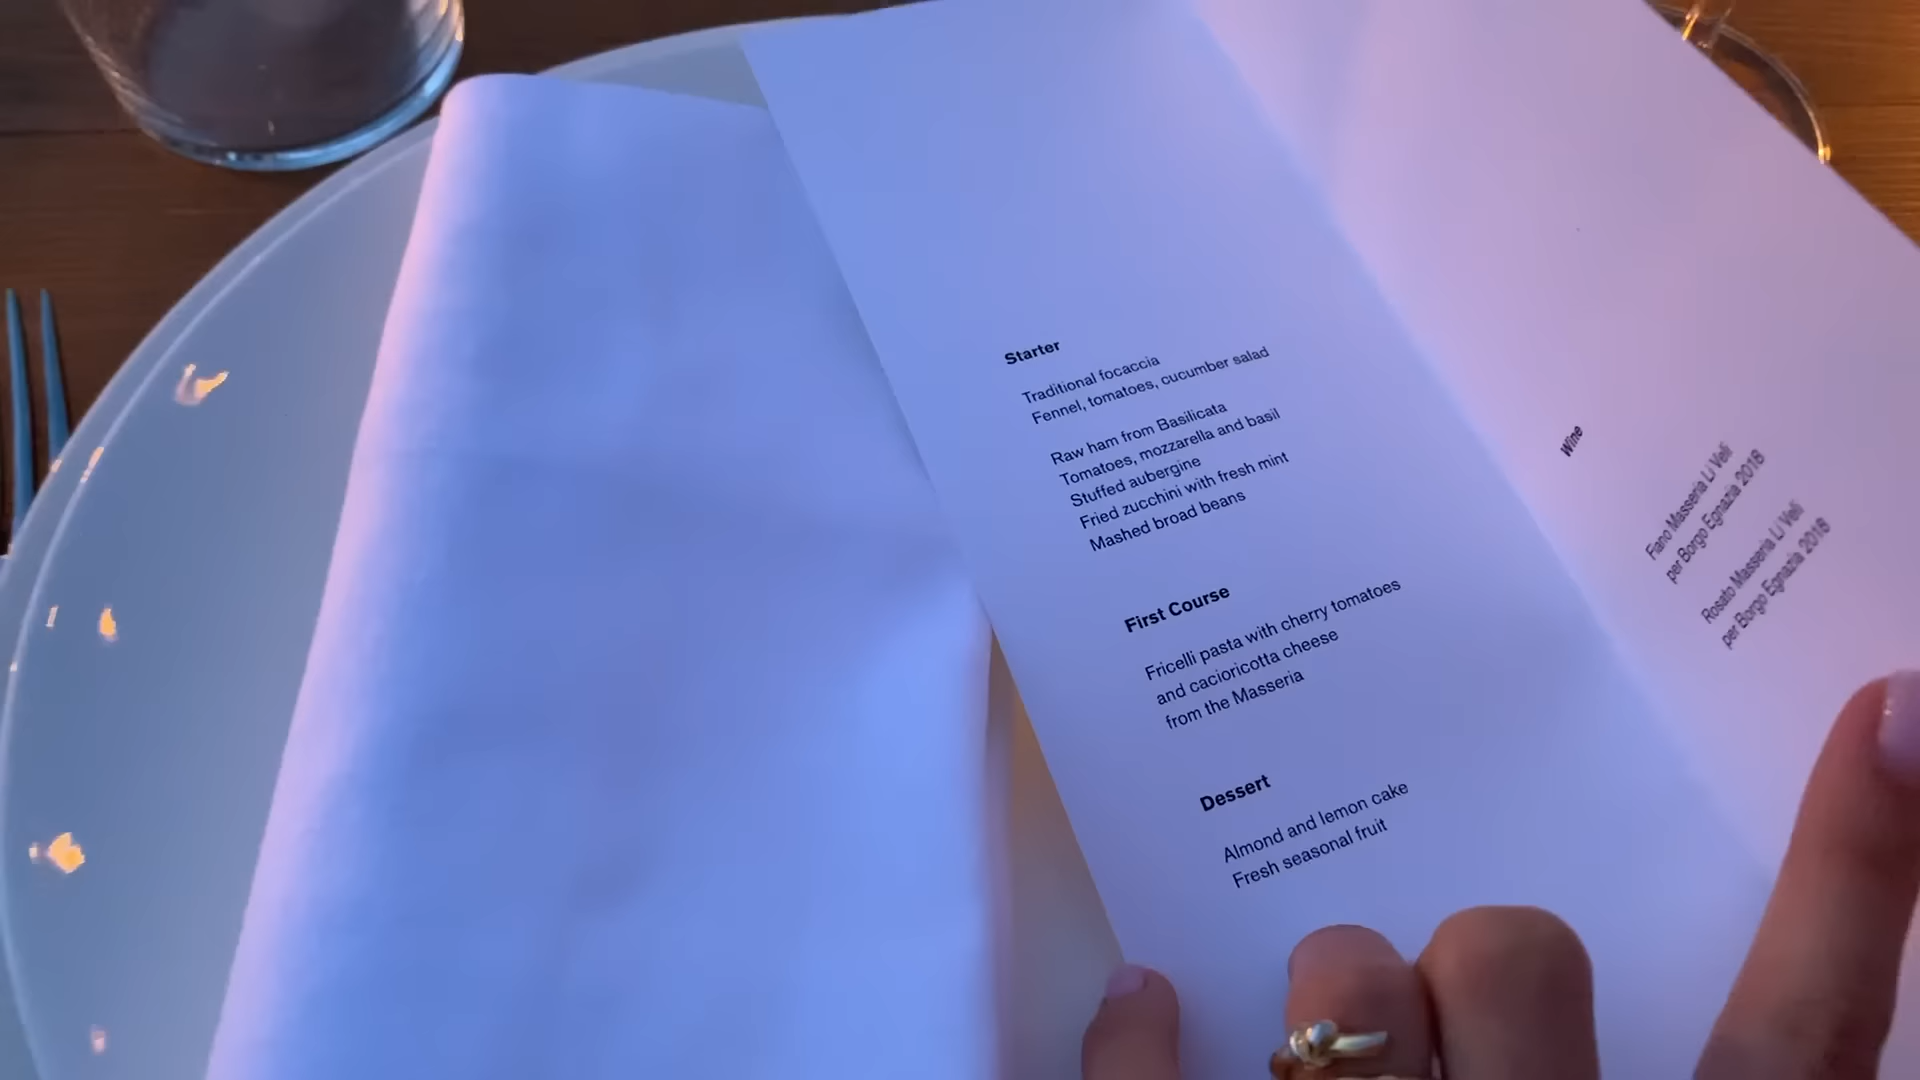 Starter
Traditional focaccia
Fennel, tomatoes, cucumber salad
Raw ham from Basilicata
Tomatoes, mozzarella and basil
Stuffed aubergine
Fried zucchini with fresh mint
Mashed broad beans
First Course
Fricelli pasta with cherry tomatoes
and cacioricotta cheese
from the Masseria
Dessert
Almond and lemon cake
Fresh seasonal fruit
Wine
Fiano Masseria Li Veli
per Borgo Egnazia 2018
Rosato Masseria Li Veli
per Borgo Egnazia 2018